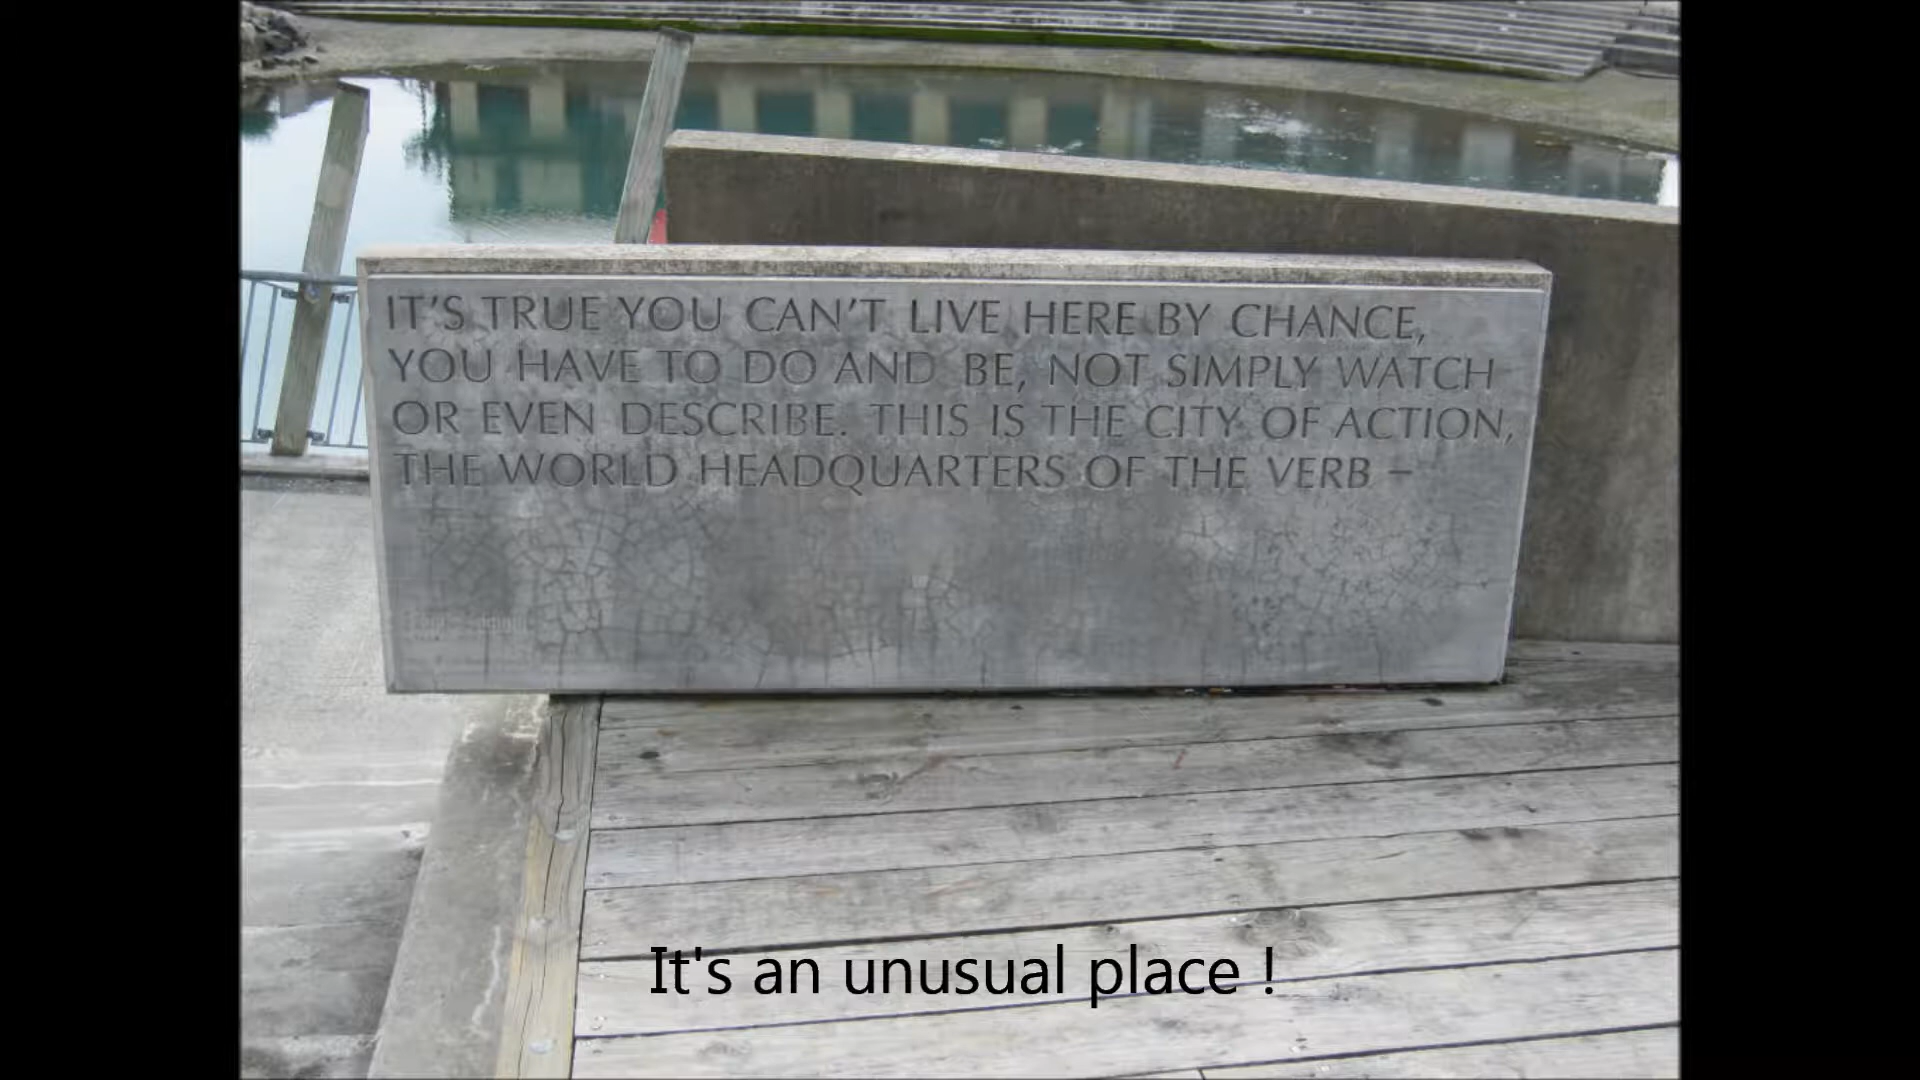 IT'S TRUE YOU CAN'T LIVE HERE BY CHANCE,
YOU HAVE TO DO AND BE, NOT SIMPLY WATCH
OR EVEN DESCRIBE. THIS IS THE CITY OF ACTION,
THE WORLD HEADQUARTERS OF THE VERB –
It's an unusual place !